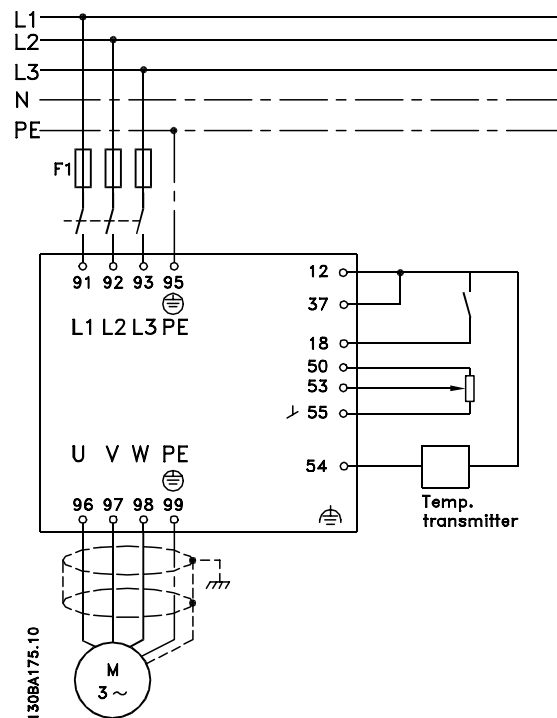 L1
L2
L3
N
PE
F1
91 92 93 95
L1 L2 L3 PE
12
37
18
50
53
55
54
U V W PE
96 97 98 99
Temp.
transmitter
M
3 ~
130BA175.10